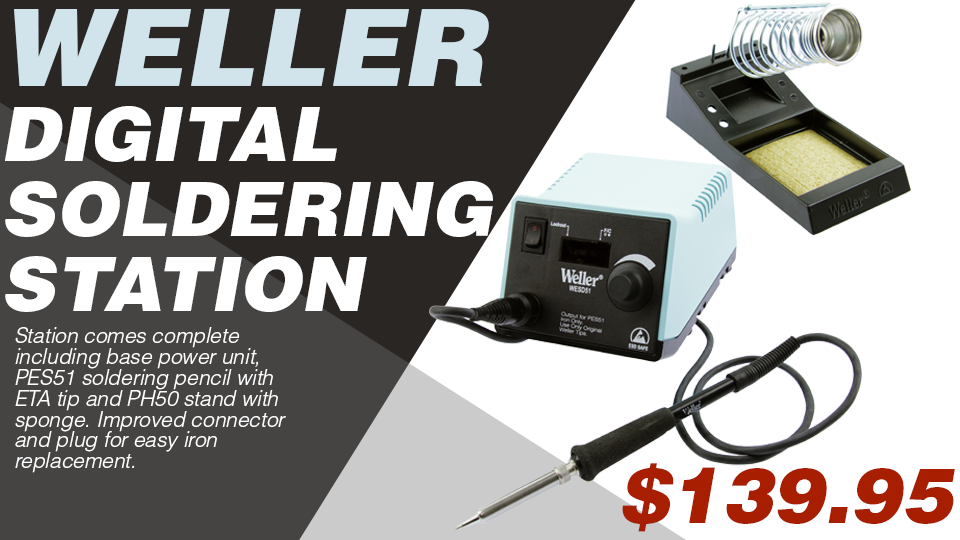 WELLER
DIGITAL
SOLDERING
STATION
Station comes complete
including base power unit,
PES51 soldering pencil with
ETA tip and PH50 stand with
sponge. Improved connector
and plug for easy iron
replacement.
Weller®
Lockout
°F/°C
Weller®
WESD51
Output for PES51
Iron Only.
Use Only Original
Weller Tips.
ESD SAFE
Weller
$139.95